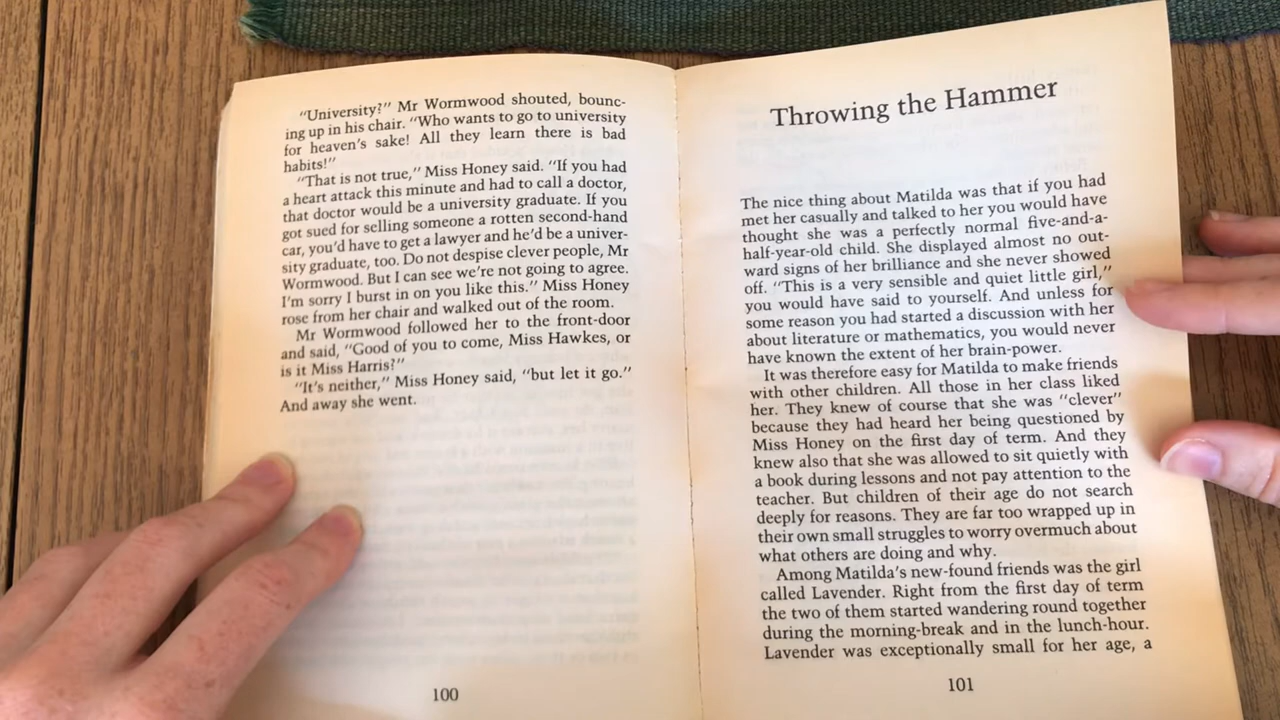 "University?" Mr Wormwood shouted, bounc-
ing up in his chair. "Who wants to go to university
for heaven's sake! All they learn there is bad
habits!"
"That is not true," Miss Honey said. "If you had
a heart attack this minute and had to call a doctor,
that doctor would be a university graduate. If you
got sued for selling someone a rotten second-hand
car, you'd have to get a lawyer and he'd be a univer-
sity graduate, too. Do not despise clever people, Mr
Wormwood. But I can see we're not going to agree.
I'm sorry I burst in on you like this." Miss Honey
rose from her chair and walked out of the room.
Mr Wormwood followed her to the front-door
and said, "Good of you to come, Miss Hawkes, or
is it Miss Harris?"
"It's neither," Miss Honey said, "but let it go."
And away she went.
100
Throwing the Hammer
The nice thing about Matilda was that if you had
met her casually and talked to her you would have
thought she was a perfectly normal five-and-a-
half-year-old child. She displayed almost no out-
ward signs of her brilliance and she never showed
off. "This is a very sensible and quiet little girl,"
you would have said to yourself. And unless for
some reason you had started a discussion with her
about literature or mathematics, you would never
have known the extent of her brain-power.
It was therefore easy for Matilda to make friends
with other children. All those in her class liked
her. They knew of course that she was "clever"
because they had heard her being questioned by
Miss Honey on the first day of term. And they
knew also that she was allowed to sit quietly with
a book during lessons and not pay attention to the
teacher. But children of their age do not search
deeply for reasons. They are far too wrapped up in
their own small struggles to worry overmuch about
what others are doing and why.
Among Matilda's new-found friends was the girl
called Lavender. Right from the first day of term
the two of them started wandering round together
during the morning-break and in the lunch-hour.
Lavender was exceptionally small for her age, a
101